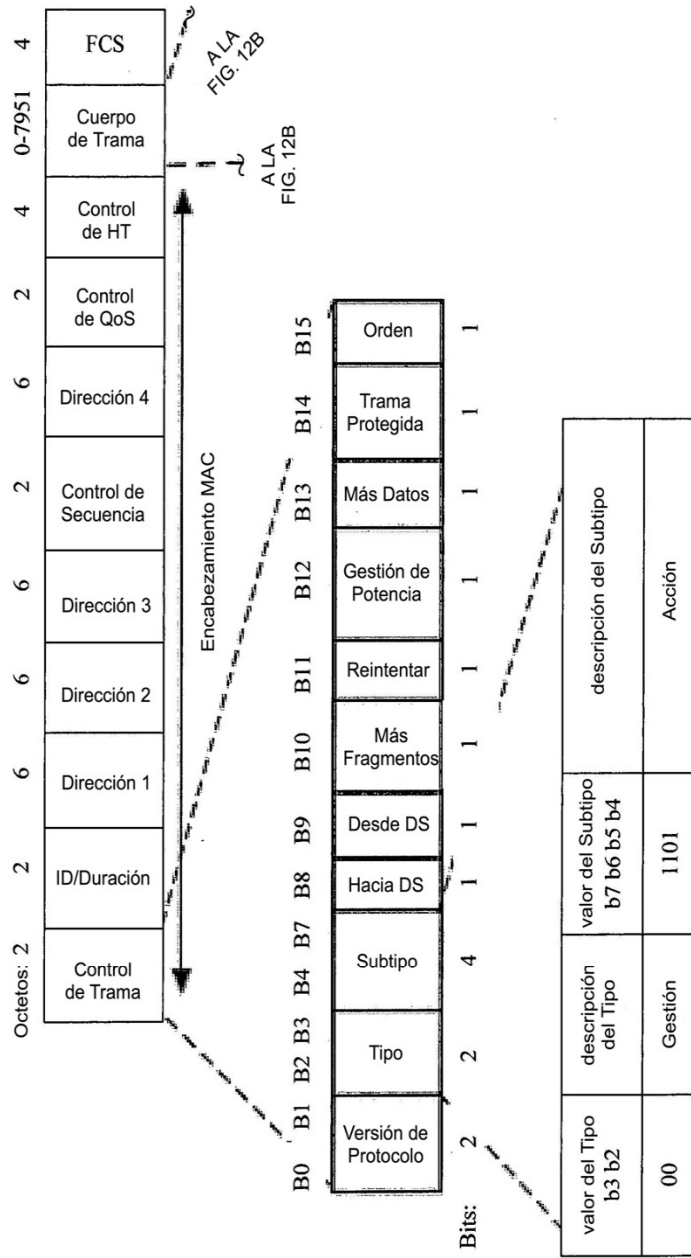 Octetos: 2 2 6 6 6 2 6 2 4 0-7951 4
Control de Trama
ID/Duración
Dirección 1
Dirección 2
Dirección 3
Control de Secuencia
Dirección 4
Control de QoS
Control de HT
Cuerpo de Trama
FCS
Encabezamiento MAC
A LA FIG. 12B
A LA FIG. 12B
B0 B1 B2 B3 B4 B7 B8 B9 B10 B11 B12 B13 B14 B15
Versión de Protocolo
Tipo
Subtipo
Hacia DS
Desde DS
Más Fragmentos
Reintentar
Gestión de Potencia
Más Datos
Trama Protegida
Orden
Bits: 2 2 4 1 1 1 1 1 1 1 1
valor del Tipo b3 b2
descripción del Tipo
valor del Subtipo b7 b6 b5 b4
descripción del Subtipo
00
Gestión
1101
Acción